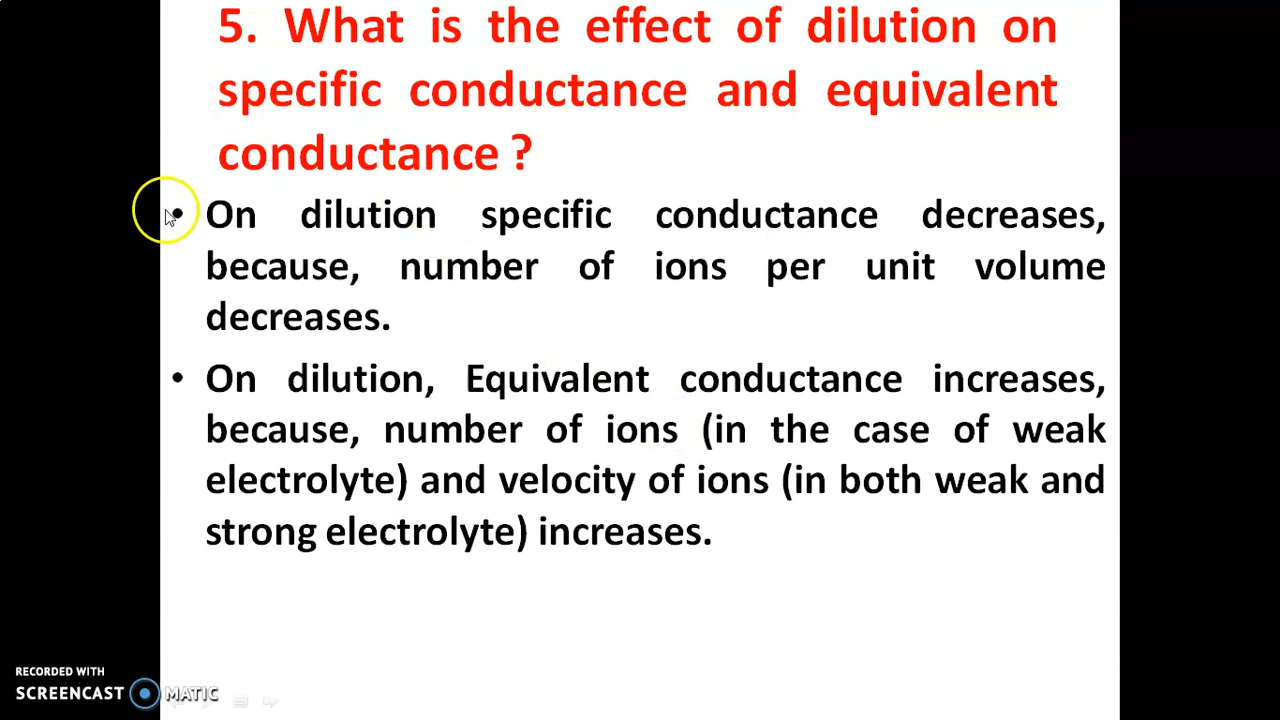 5. What is the effect of dilution on
specific conductance and equivalent
conductance ?
• On dilution specific conductance decreases,
because, number of ions per unit volume
decreases.
• On dilution, Equivalent conductance increases,
because, number of ions (in the case of weak
electrolyte) and velocity of ions (in both weak and
strong electrolyte) increases.
RECORDED WITH
SCREENCAST MATIC